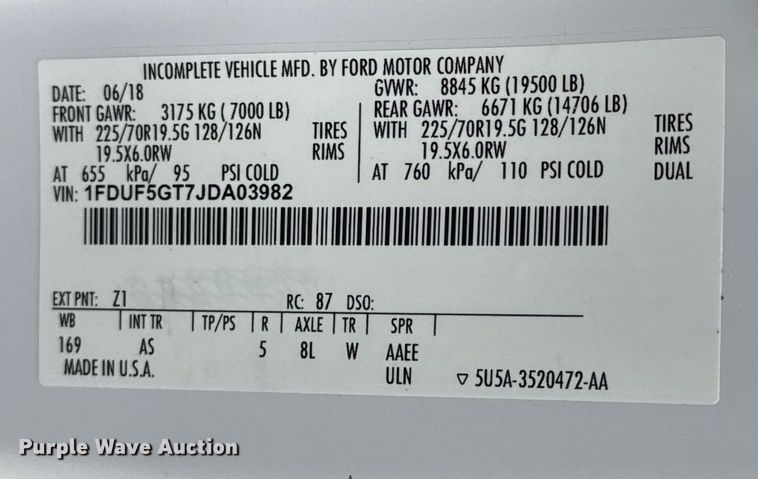 INCOMPLETE VEHICLE MFD. BY FORD MOTOR COMPANY
DATE: 06/18 GVWR: 8845 KG (19500 LB)
FRONT GAWR: 3175 KG ( 7000 LB) REAR GAWR: 6671 KG (14706 LB)
WITH 225/70R19.5G 128/126N TIRES WITH 225/70R19.5G 128/126N TIRES
19.5X6.0RW RIMS 19.5X6.0RW RIMS
AT 655 kPa/ 95 PSI COLD AT 760 kPa/ 110 PSI COLD DUAL
VIN: 1FDUF5GT7JDA03982
EXT PNT: Z1 RC: 87 DSO:
WB INT TR TP/PS R AXLE TR SPR
169 AS 5 8L W AAEE
MADE IN U.S.A. ULN ▽ 5U5A-3520472-AA
Purple Wave Auction